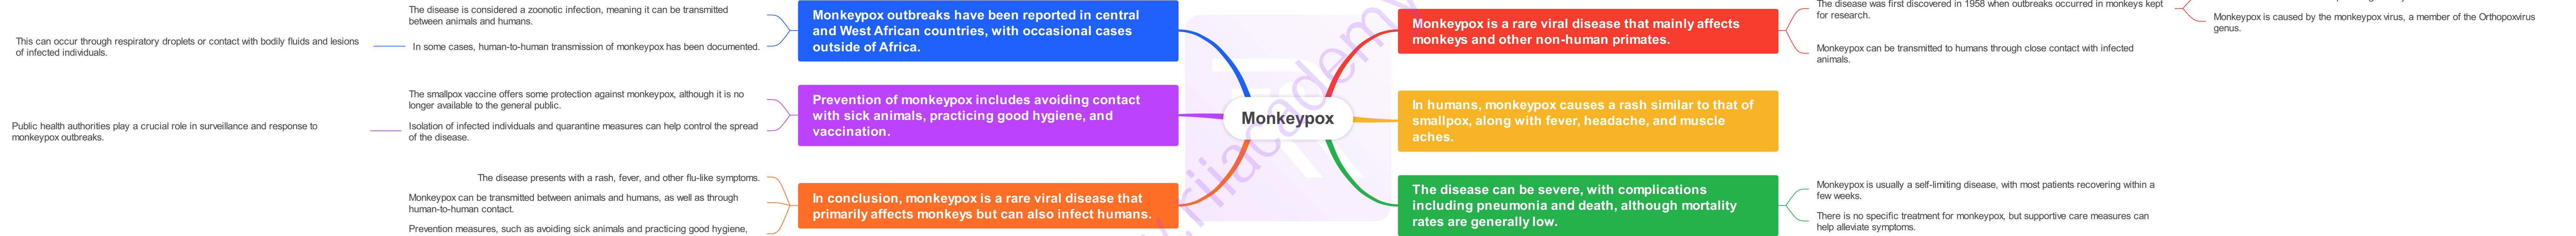 Monkeypox
Monkeypox is a rare viral disease that mainly affects
monkeys and other non-human primates.
The disease was first discovered in 1958 when outbreaks occurred in monkeys kept
for research.
Monkeypox is caused by the monkeypox virus, a member of the Orthopoxvirus
genus.
Monkeypox can be transmitted to humans through close contact with infected
animals.
In humans, monkeypox causes a rash similar to that of
smallpox, along with fever, headache, and muscle
aches.
The disease can be severe, with complications
including pneumonia and death, although mortality
rates are generally low.
Monkeypox is usually a self-limiting disease, with most patients recovering within a
few weeks.
There is no specific treatment for monkeypox, but supportive care measures can
help alleviate symptoms.
Monkeypox outbreaks have been reported in central
and West African countries, with occasional cases
outside of Africa.
The disease is considered a zoonotic infection, meaning it can be transmitted
between animals and humans.
In some cases, human-to-human transmission of monkeypox has been documented.
This can occur through respiratory droplets or contact with bodily fluids and lesions
of infected individuals.
Prevention of monkeypox includes avoiding contact
with sick animals, practicing good hygiene, and
vaccination.
The smallpox vaccine offers some protection against monkeypox, although it is no
longer available to the general public.
Isolation of infected individuals and quarantine measures can help control the spread
of the disease.
Public health authorities play a crucial role in surveillance and response to
monkeypox outbreaks.
In conclusion, monkeypox is a rare viral disease that
primarily affects monkeys but can also infect humans.
The disease presents with a rash, fever, and other flu-like symptoms.
Monkeypox can be transmitted between animals and humans, as well as through
human-to-human contact.
Prevention measures, such as avoiding sick animals and practicing good hygiene,